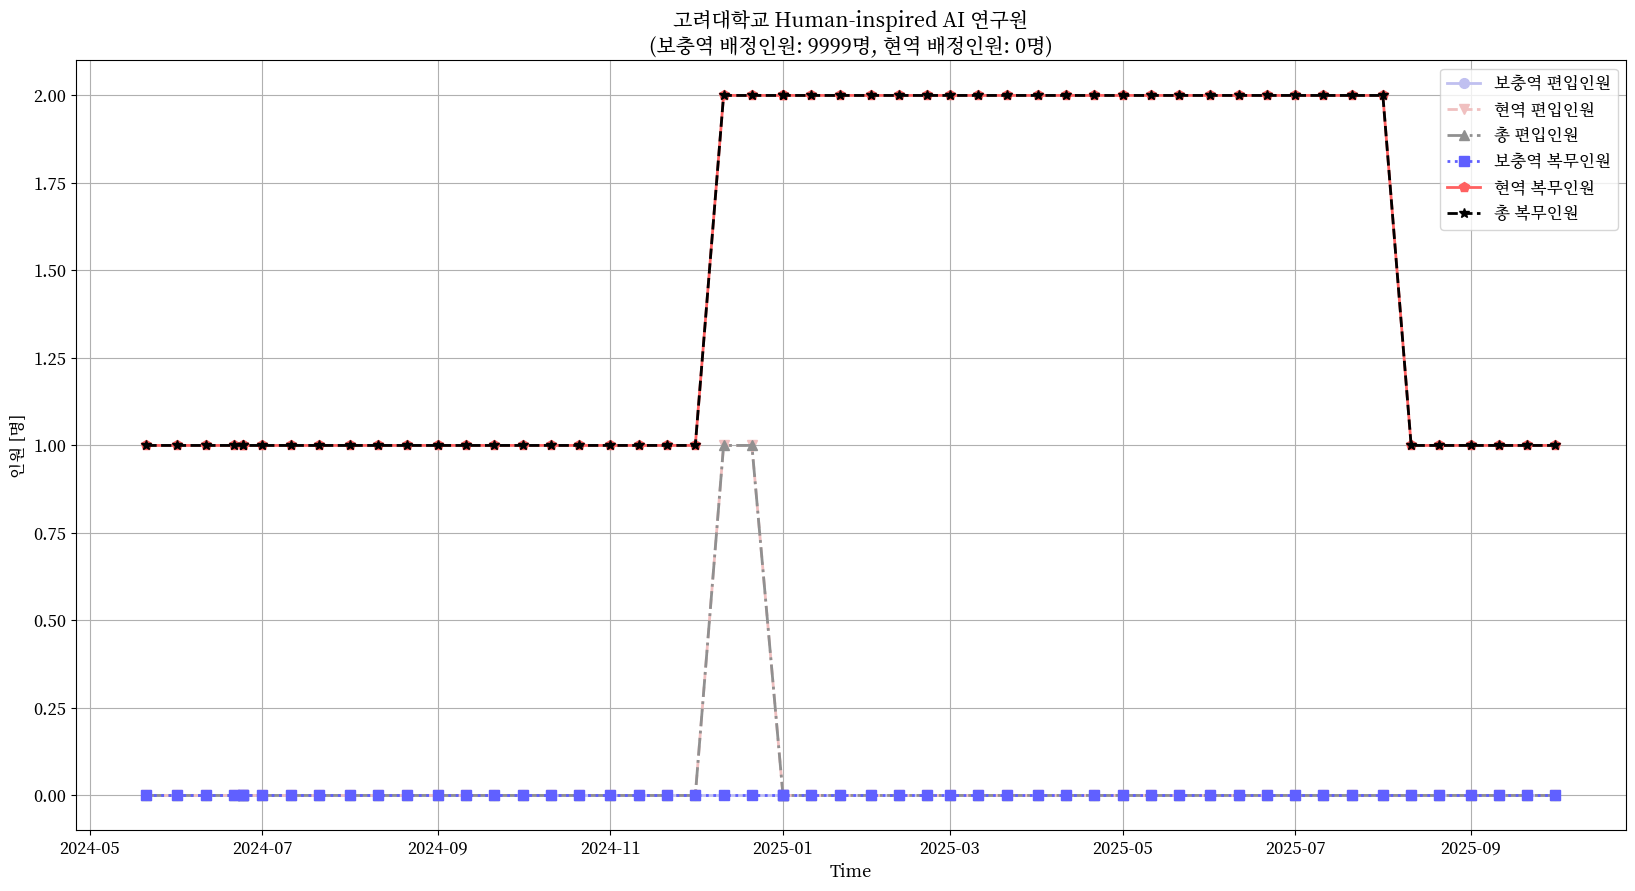 고려대학교 Human-inspired AI 연구원
(보충역 배정인원: 9999명, 현역 배정인원: 0명)
보충역 편입인원
현역 편입인원
총 편입인원
보충역 복무인원
현역 복무인원
총 복무인원
인원 [명]
2.00
1.75
1.50
1.25
1.00
0.75
0.50
0.25
0.00
2024-05
2024-07
2024-09
2024-11
2025-01
2025-03
2025-05
2025-07
2025-09
Time